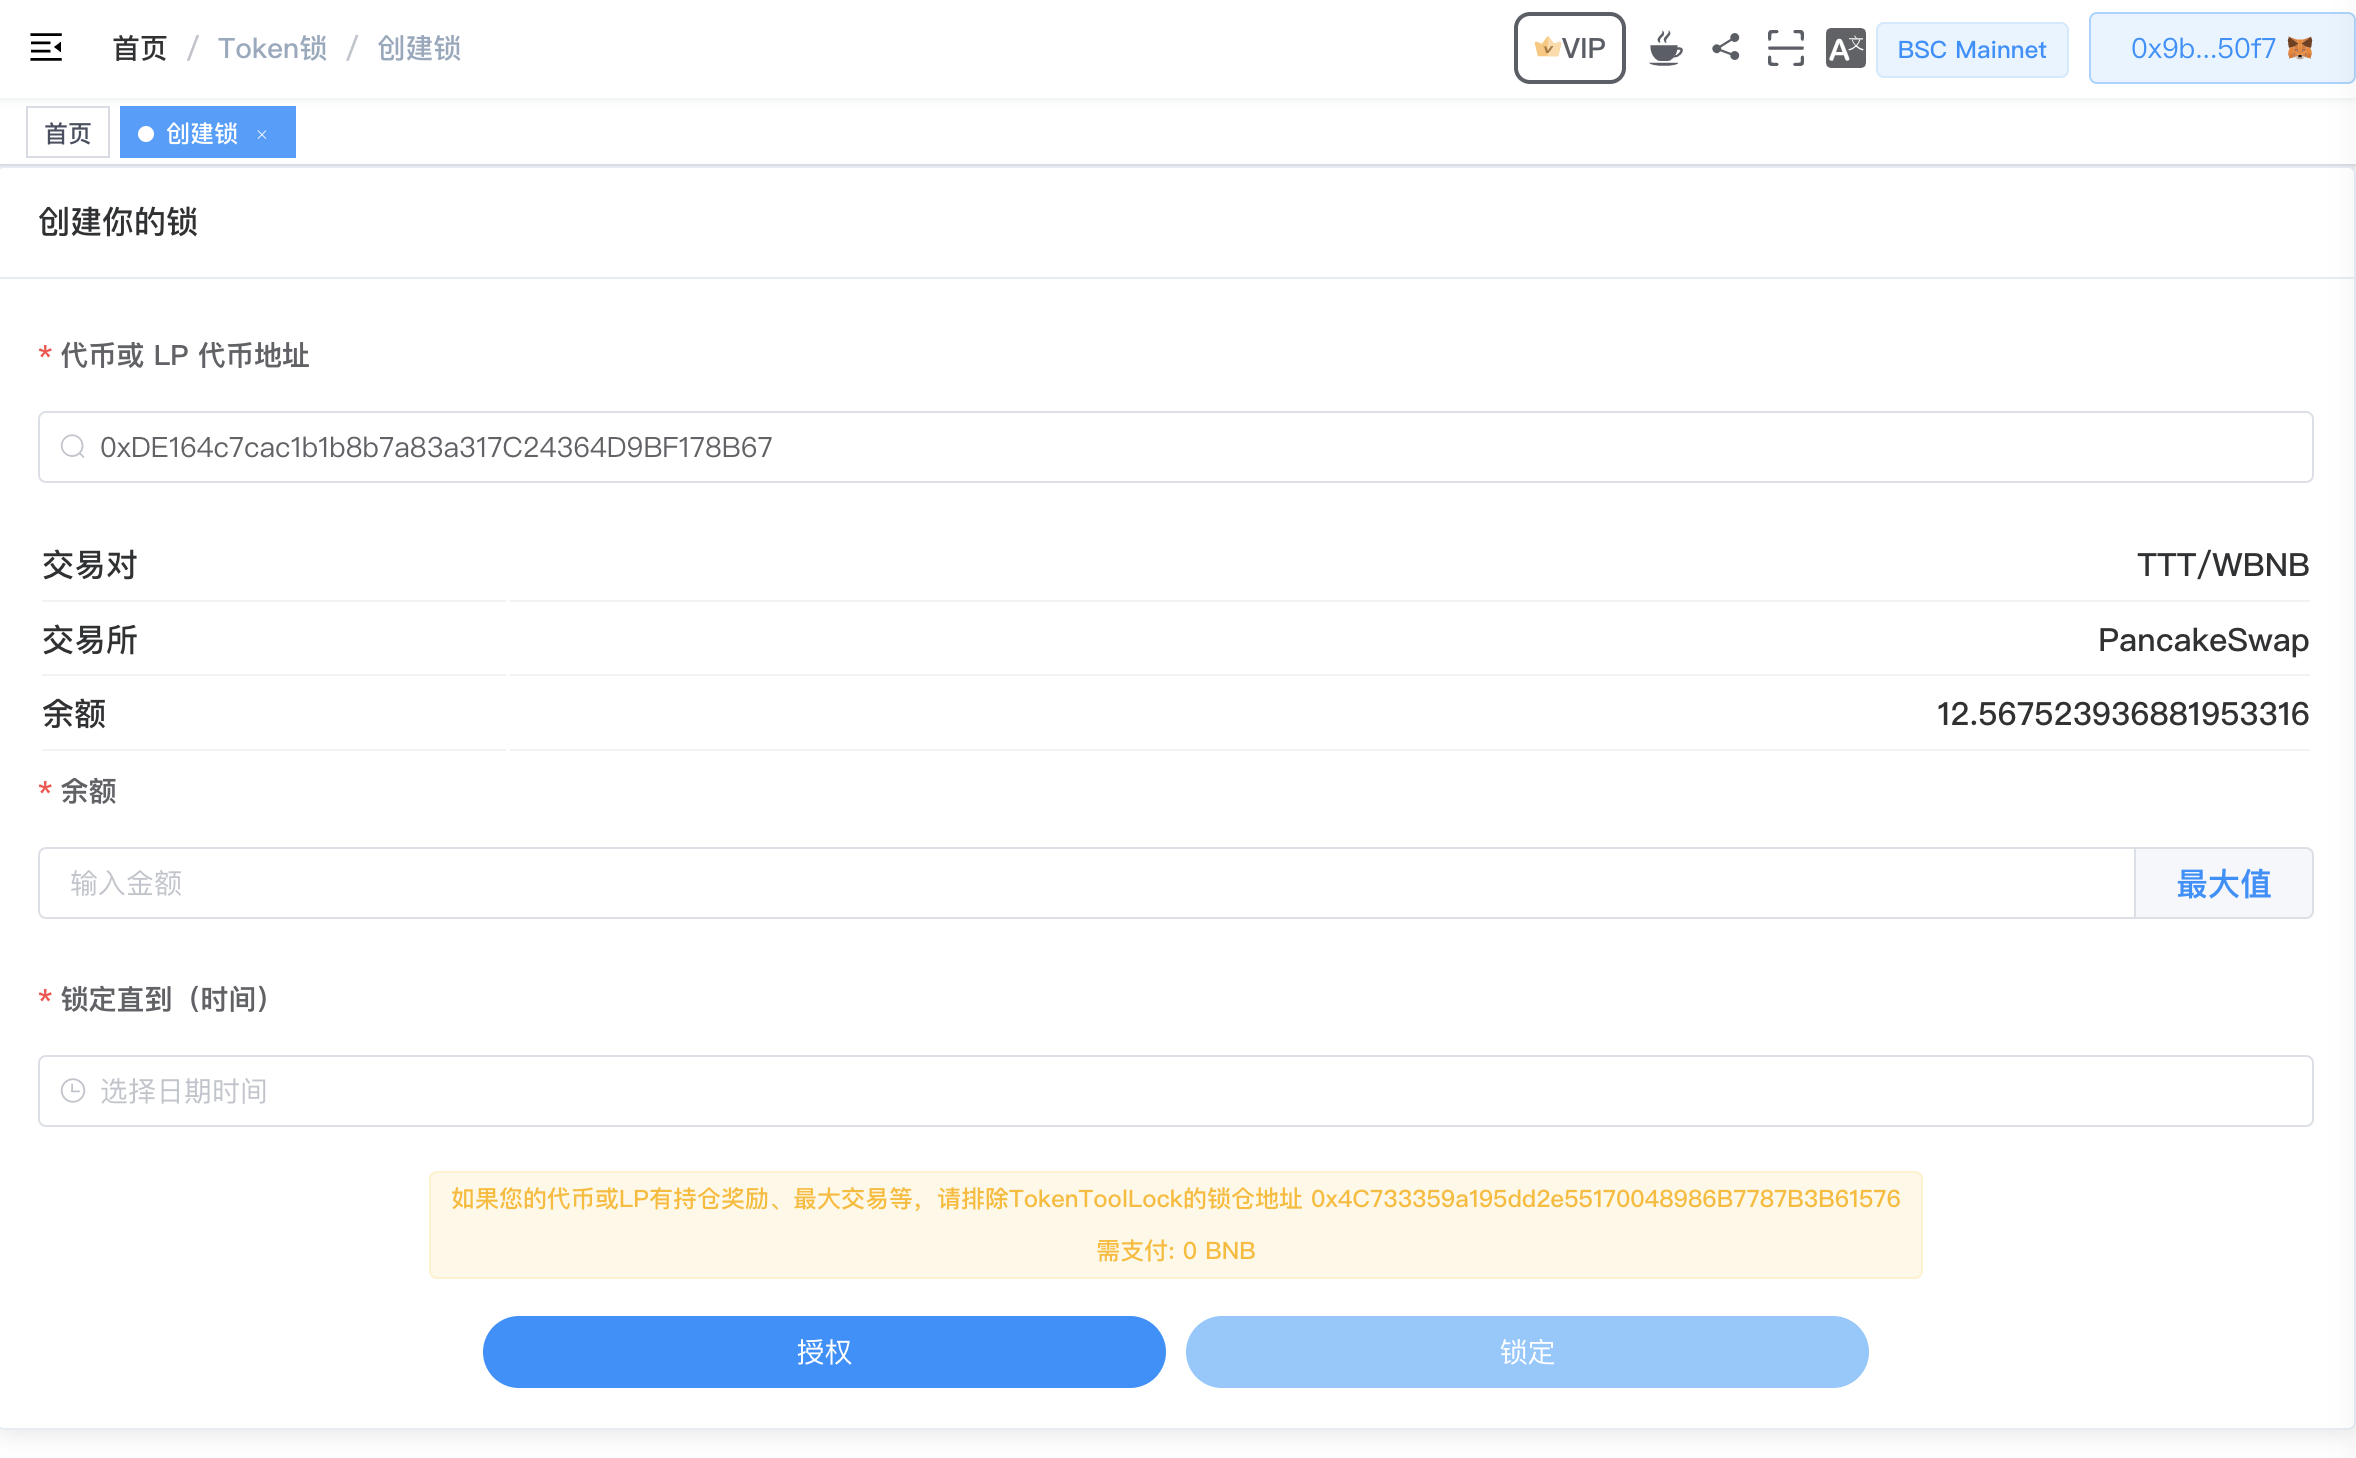 首页 / Token锁 / 创建锁
VIP
A文
BSC Mainnet
0x9b...50f7
首页
创建锁 ×
创建你的锁
* 代币或 LP 代币地址
0xDE164c7cac1b1b8b7a83a317C24364D9BF178B67
交易对 TTT/WBNB
交易所 PancakeSwap
余额 12.567523936881953316
* 余额
输入金额 最大值
* 锁定直到（时间）
选择日期时间
如果您的代币或LP有持仓奖励、最大交易等，请排除TokenToolLock的锁仓地址 0x4C733359a195dd2e55170048986B7787B3B61576
需支付: 0 BNB
授权 锁定